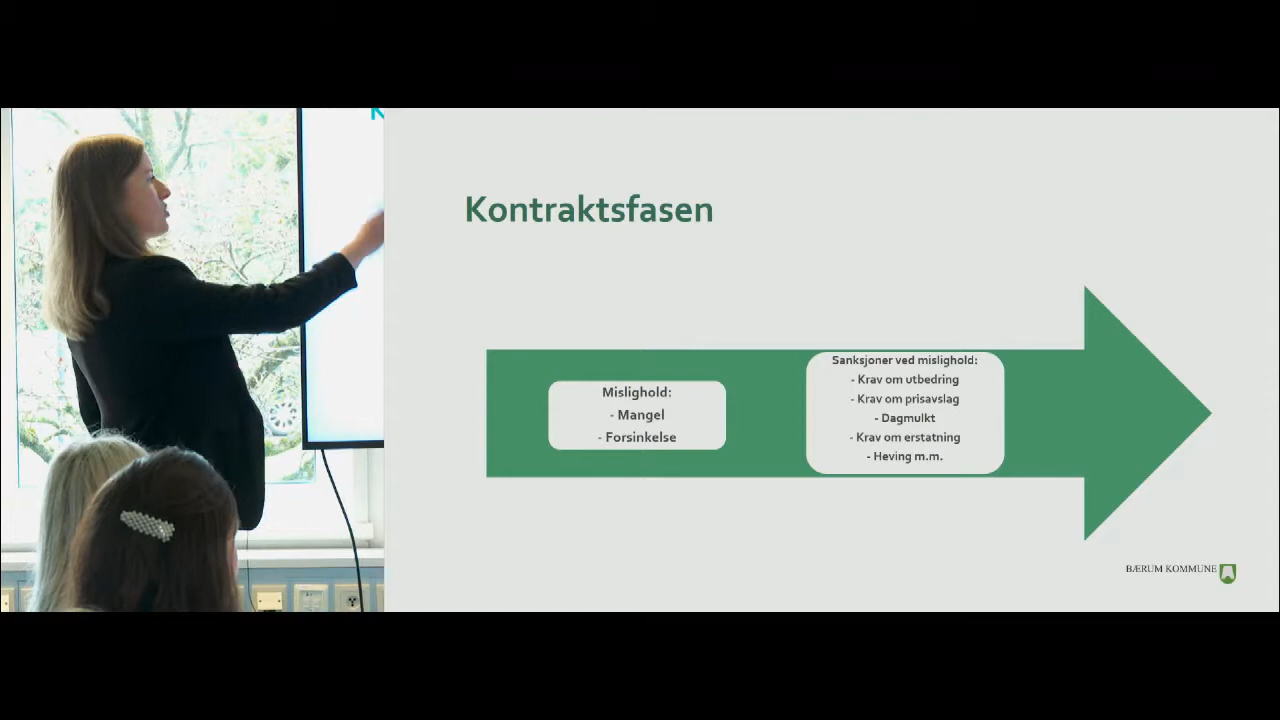 Kontraktsfasen
Mislighold:
- Mangel
- Forsinkelse
Sanksjoner ved mislighold:
- Krav om utbedring
- Krav om prisavslag
- Dagmulkt
- Krav om erstatning
- Heving m.m.
BÆRUM KOMMUNE